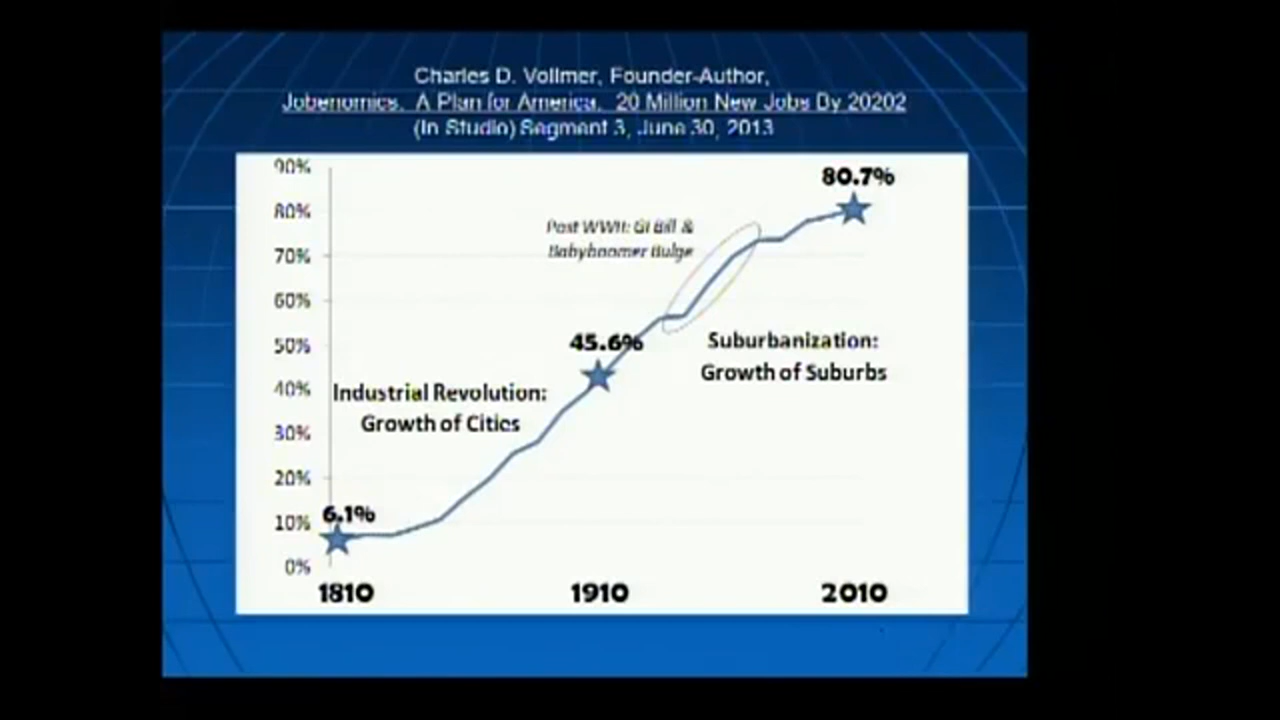 Charles D. Vollmer, Founder-Author,
Jobenomics. A Plan for America. 20 Million New Jobs By 20202
(In Studio) Segment 3, June 30, 2013
90%
80.7%
80%
Post WWII: GI Bill &
Babyboomer Bulge
70%
60%
50%
45.6%
Suburbanization:
Growth of Suburbs
40%
Industrial Revolution:
Growth of Cities
30%
20%
10%
6.1%
0%
1810
1910
2010